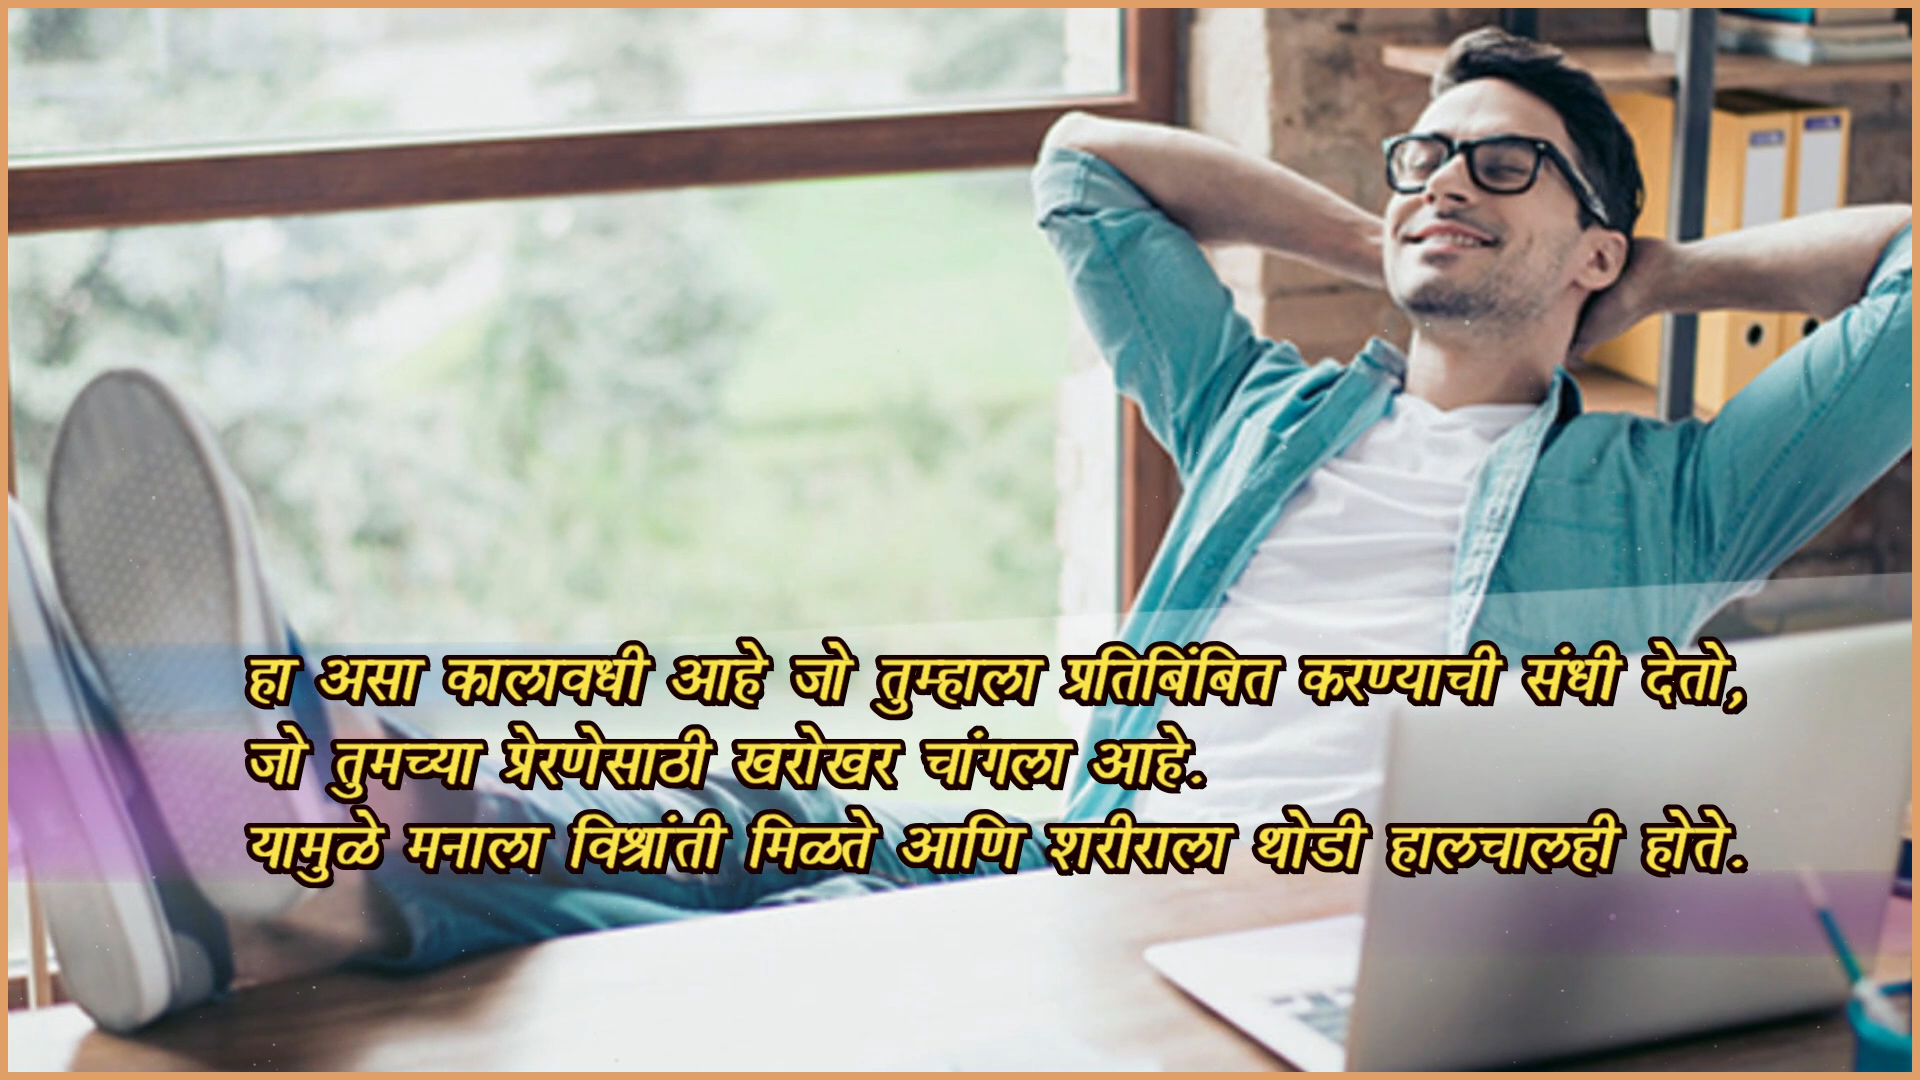 हा असा कालावधी आहे जो तुम्हाला प्रतिबिंबित करण्याची संधी देतो,
जो तुमच्या प्रेरणेसाठी खरोखर चांगला आहे.
यामुळे मनाला विश्रांती मिळते आणि शरीराला थोडी हालचालही होते.